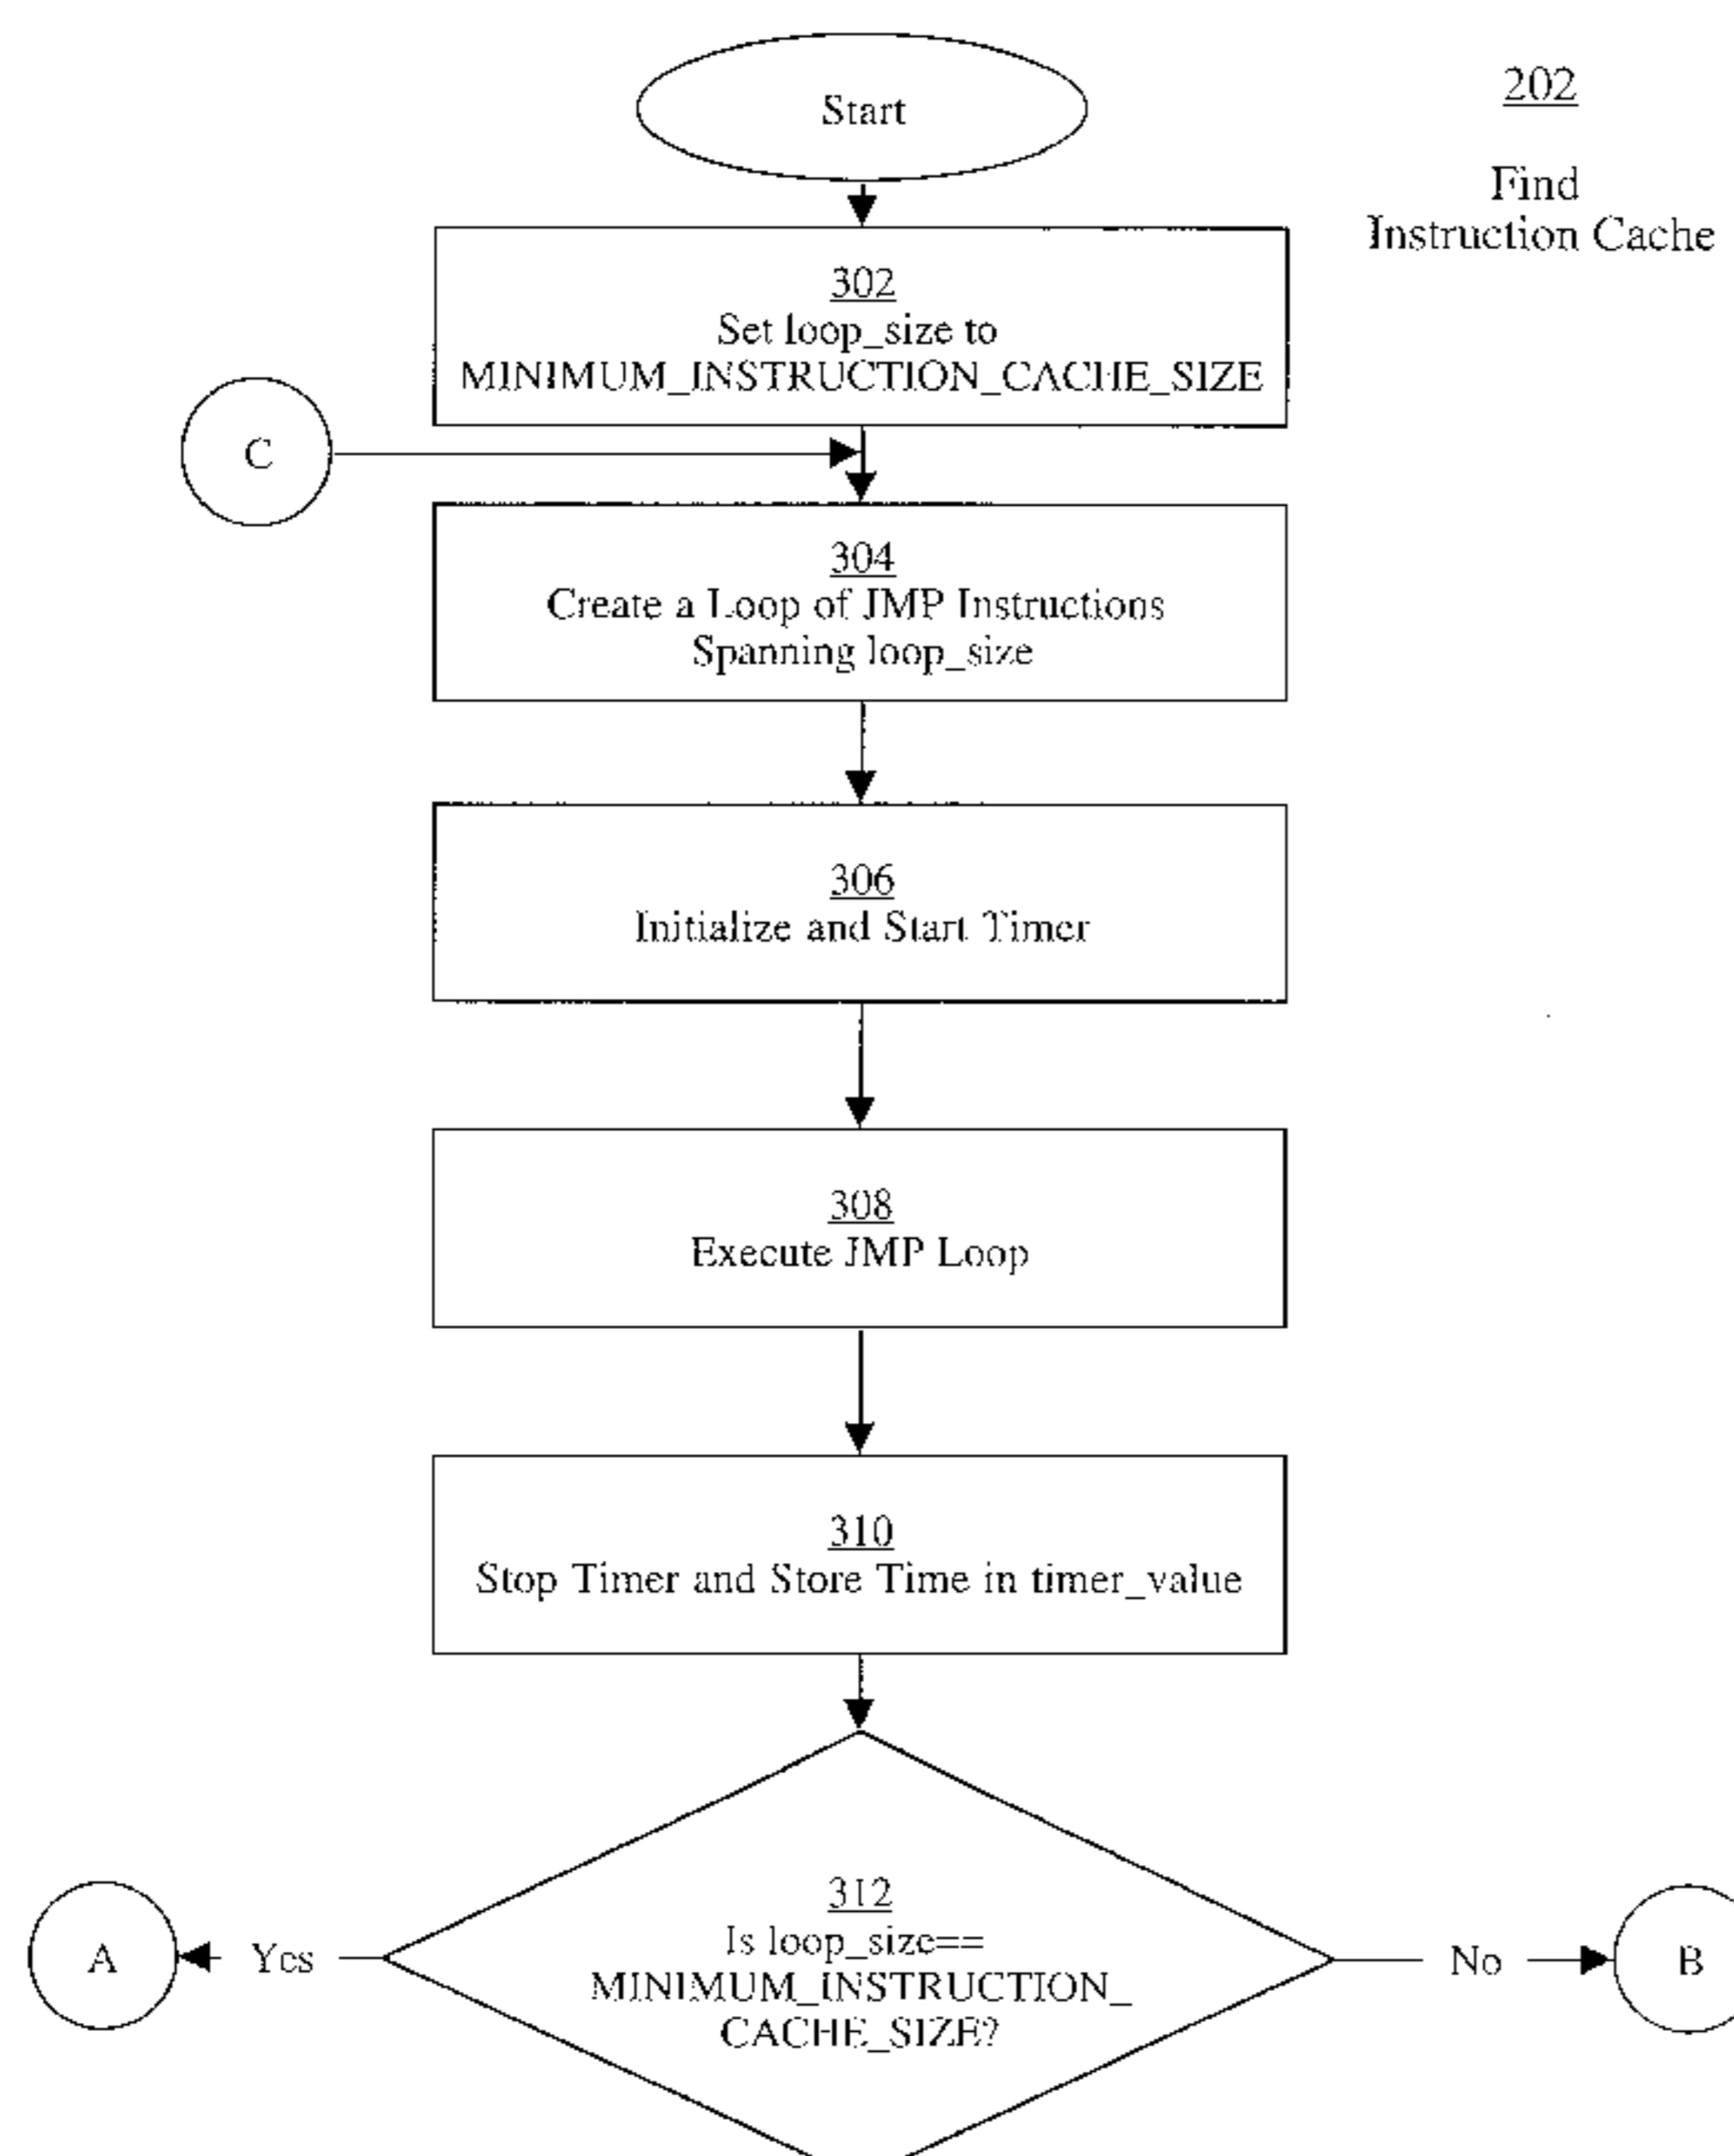 Start
202
Find
Instruction Cache
302
Set loop_size to
MINIMUM_INSTRUCTION_CACHE_SIZE
C
304
Create a Loop of JMP Instructions
Spanning loop_size
306
Initialize and Start Timer
308
Execute JMP Loop
310
Stop Timer and Store Time in timer_value
312
Is loop_size==
MINIMUM_INSTRUCTION_
CACHE_SIZE?
A
Yes
No
B